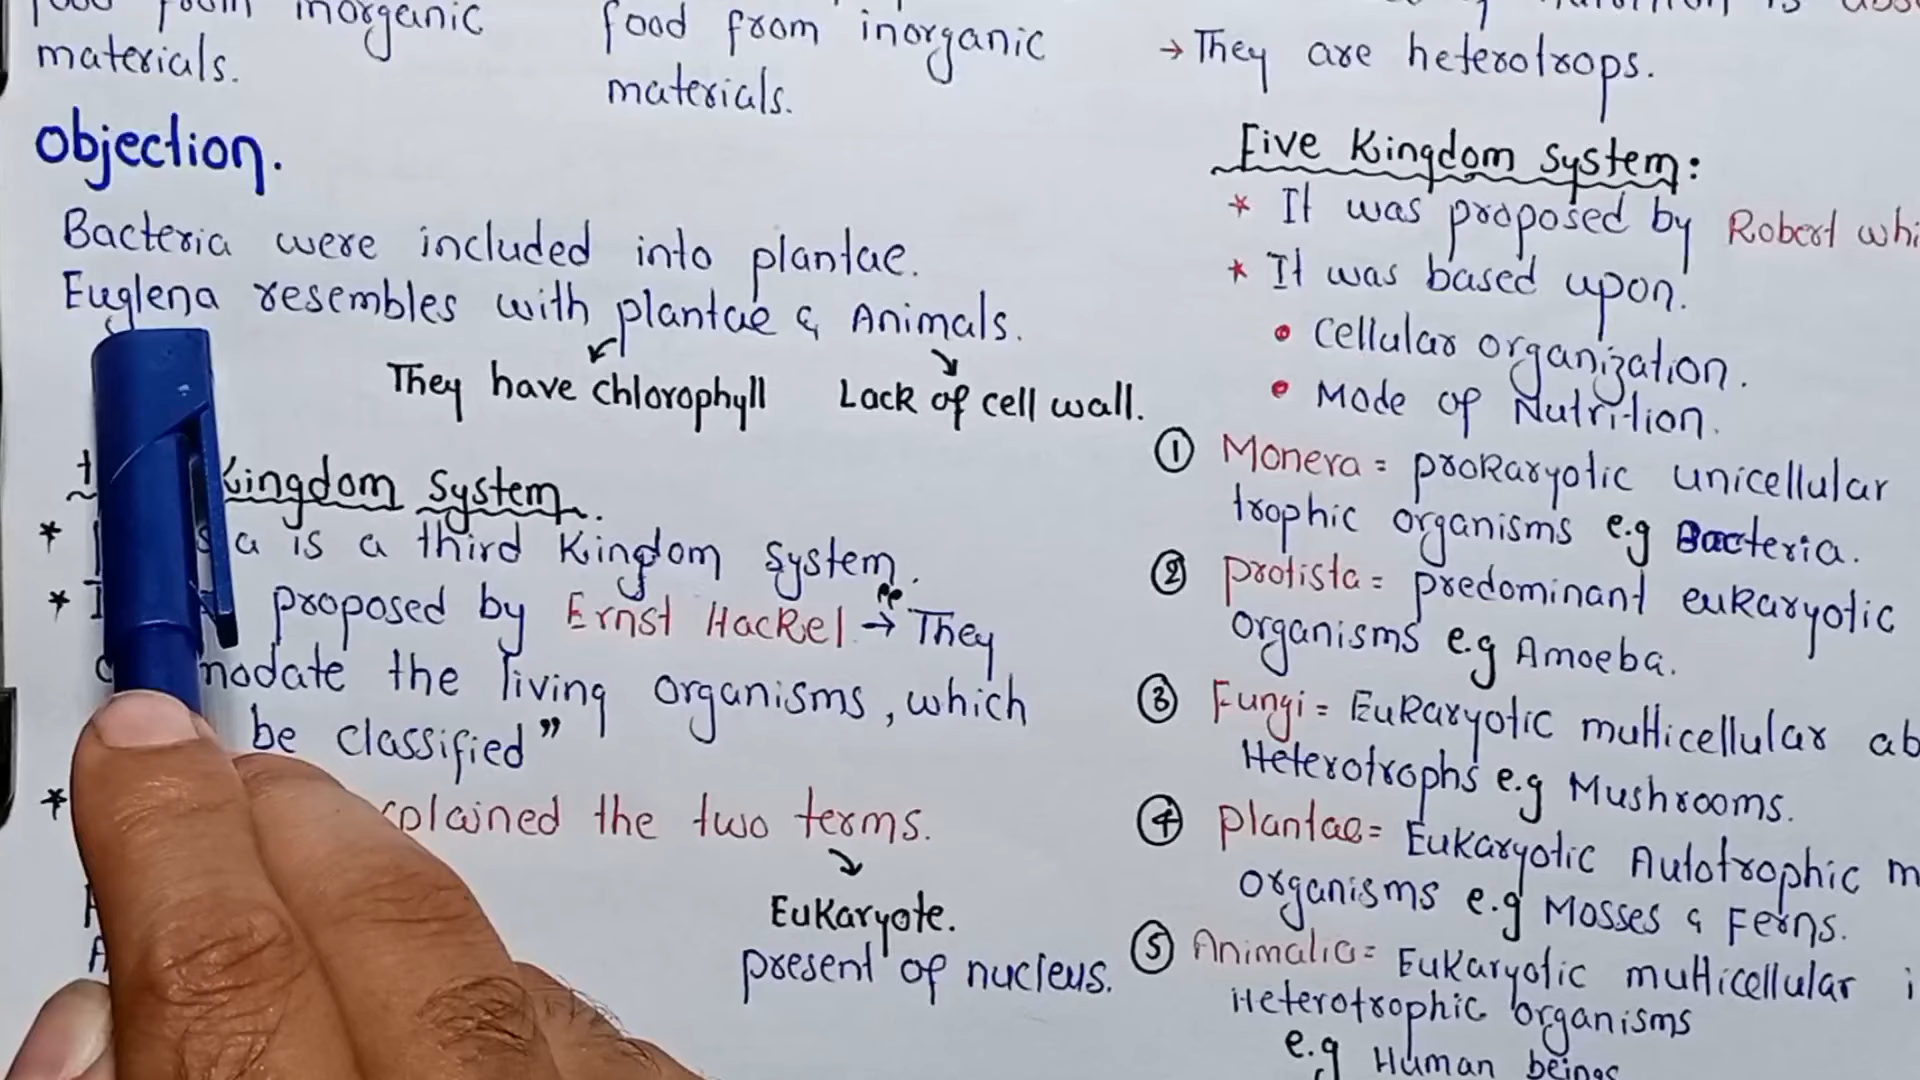 food from inorganic
materials.
food from inorganic
materials.
objection.
Bacteria were included into plantae.
Euglena resembles with plantae & Animals.
They have chlorophyll
Lack of cell wall.
Kingdom System.
* is a third Kingdom System.
* proposed by Ernst Hackel → They
the living organisms, which
be classified"
* the two terms.
Eukaryote.
present of nucleus.
→ They are heterotrops.
Five Kingdom System:
* It was proposed by Robert
* It was based upon.
• Cellular organization.
• Mode of Nutrition.
① Monera = proKaryotic unicellular
trophic organisms e.g Bacteria.
② Protista = predominant euKaryotic
organisms e.g Amoeba.
③ Fungi = EuKaryotic multicellular
Heterotrophs e.g Mushrooms.
④ Plantae = EuKaryotic Autotrophic
organisms e.g Mosses & Ferns.
⑤ Animalia = EuKaryotic multicellular
Heterotrophic organisms
e.g Human beings